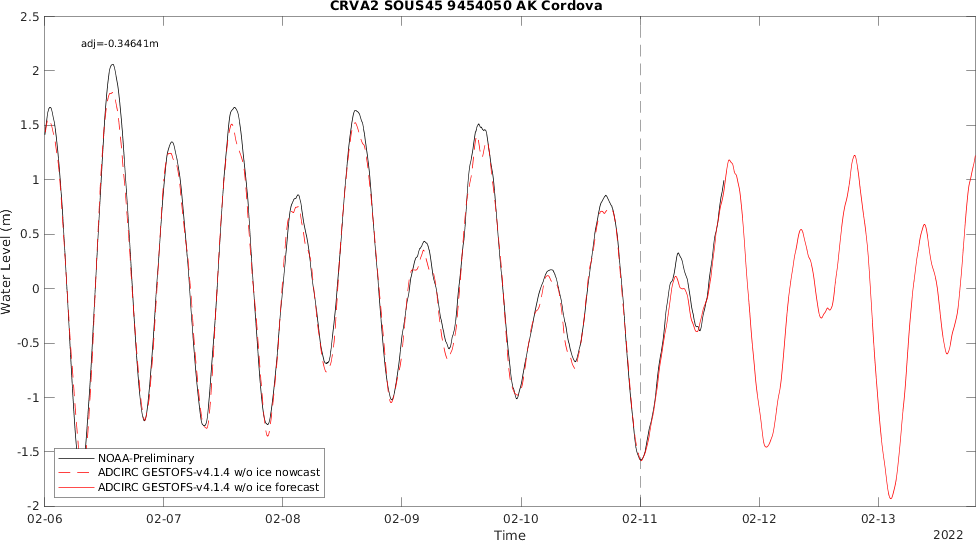 CRVA2 SOUS45 9454050 AK Cordova
adj=-0.34641m
2.5
2
1.5
1
0.5
0
-0.5
-1
-1.5
-2
Water Level (m)
NOAA-Preliminary
ADCIRC GESTOFS-v4.1.4 w/o ice nowcast
ADCIRC GESTOFS-v4.1.4 w/o ice forecast
02-06 02-07 02-08 02-09 02-10 02-11 02-12 02-13
Time
2022